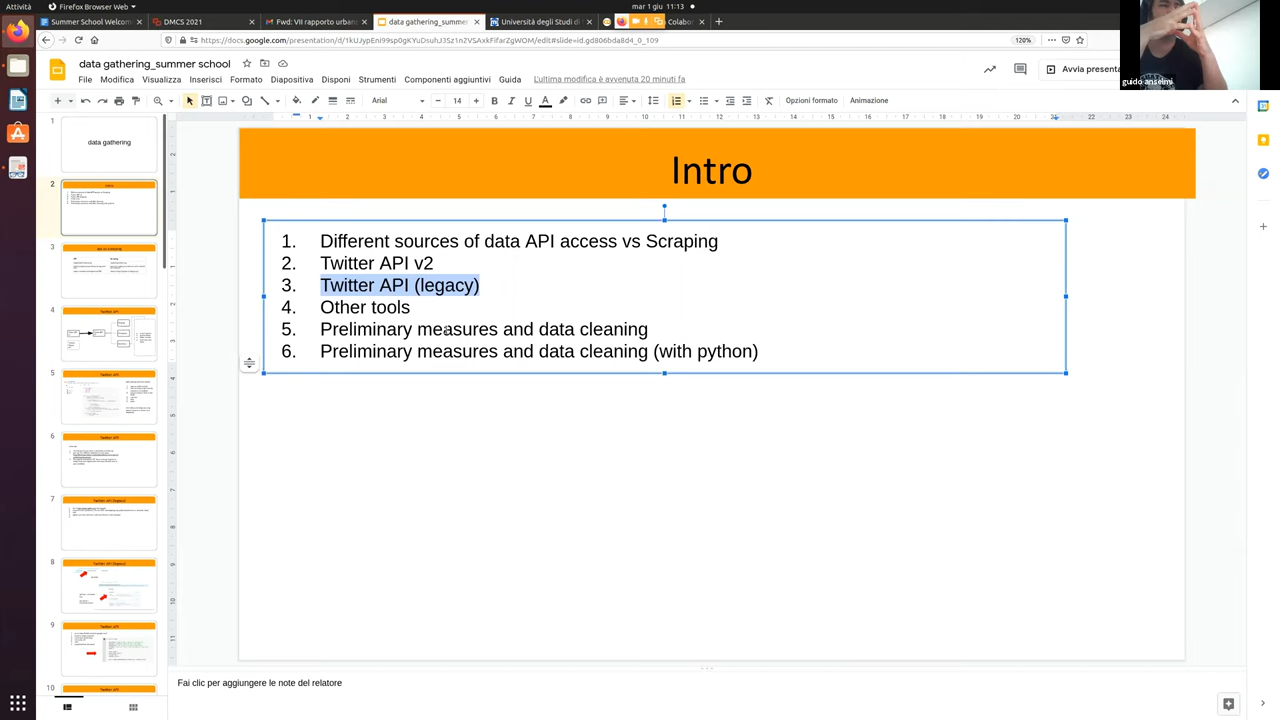 Attività
Firefox Browser Web
mar 1 giu 11:13
Summer School Welcome
DMCS 2021
Fwd: VII rapporto urban
data gathering_summer
Università degli Studi di
Colabor
https://docs.google.com/presentation/d/1kUJypEni99sp0gKYuDsuhJ3Sz1n2VSAxkFifarZgWOM/edit#slide=id.gd806bda8d4_0_109
120%
guido anselmi
data gathering_summer school
File Modifica Visualizza Inserisci Formato Diapositiva Disponi Strumenti Componenti aggiuntivi Guida L'ultima modifica è avvenuta 20 minuti fa
Avvia presenta
Arial
14
Opzioni formato
Animazione
data gathering
Intro
1. Different sources of data API access vs Scraping
2. Twitter API v2
3. Twitter API (legacy)
4. Other tools
5. Preliminary measures and data cleaning
6. Preliminary measures and data cleaning (with python)
Fai clic per aggiungere le note del relatore